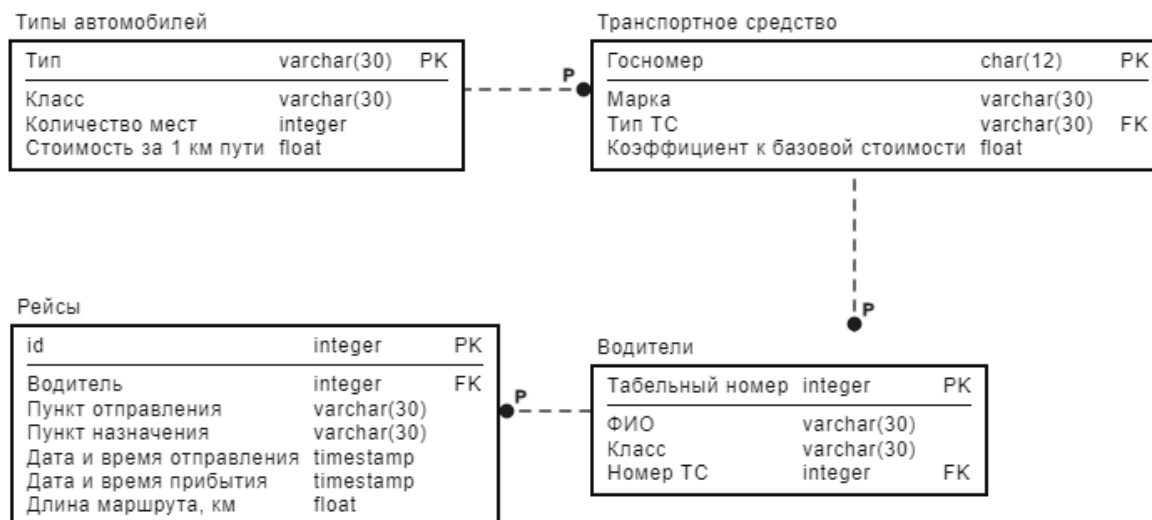 Типы автомобилей
Тип varchar(30) PK
Класс varchar(30)
Количество мест integer
Стоимость за 1 км пути float
P
Транспортное средство
Госномер char(12) PK
Марка varchar(30)
Тип ТС varchar(30) FK
Коэффициент к базовой стоимости float
P
Рейсы
id integer PK
Водитель integer FK
Пункт отправления varchar(30)
Пункт назначения varchar(30)
Дата и время отправления timestamp
Дата и время прибытия timestamp
Длина маршрута, км float
P
Водители
Табельный номер integer PK
ФИО varchar(30)
Класс varchar(30)
Номер ТС integer FK